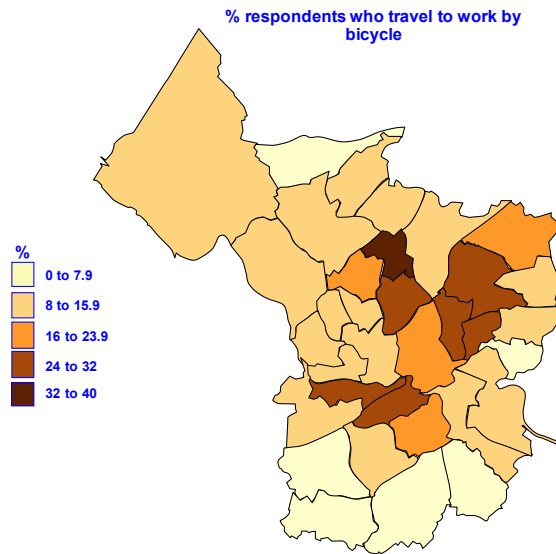 % respondents who travel to work by
bicycle
%
0 to 7.9
8 to 15.9
16 to 23.9
24 to 32
32 to 40